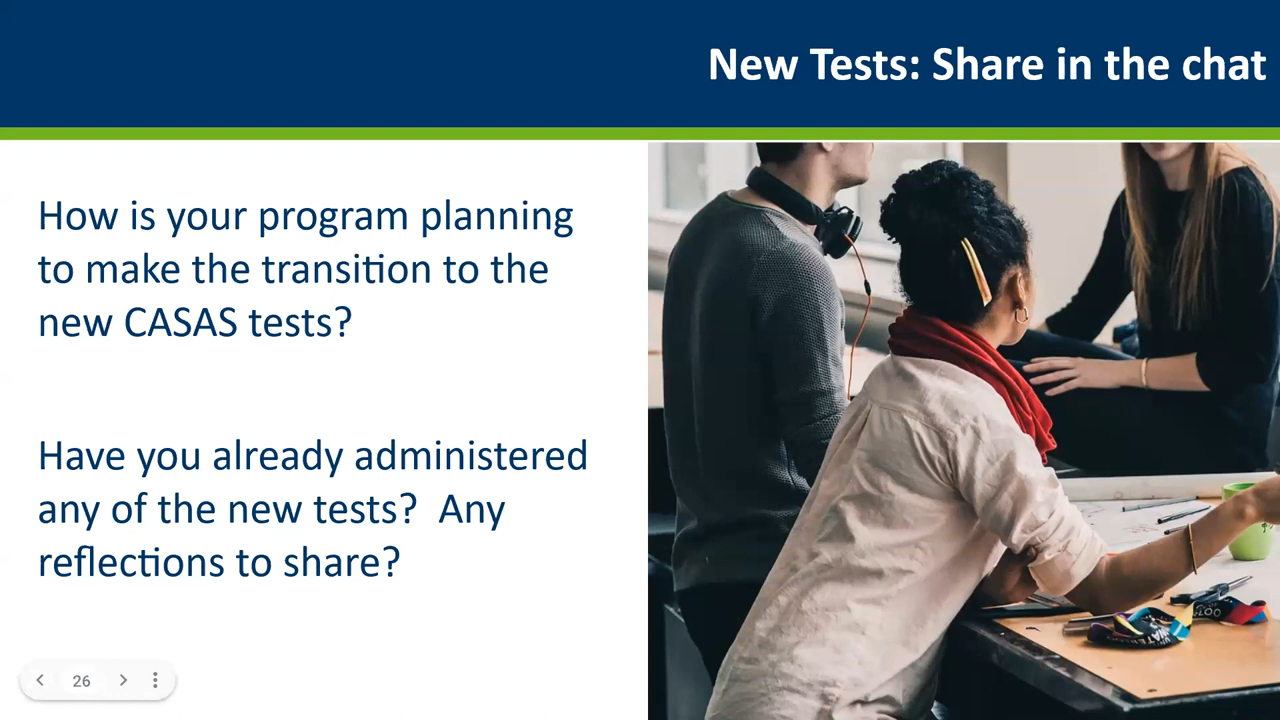 New Tests: Share in the chat
How is your program planning
to make the transition to the
new CASAS tests?
Have you already administered
any of the new tests?  Any
reflections to share?
26